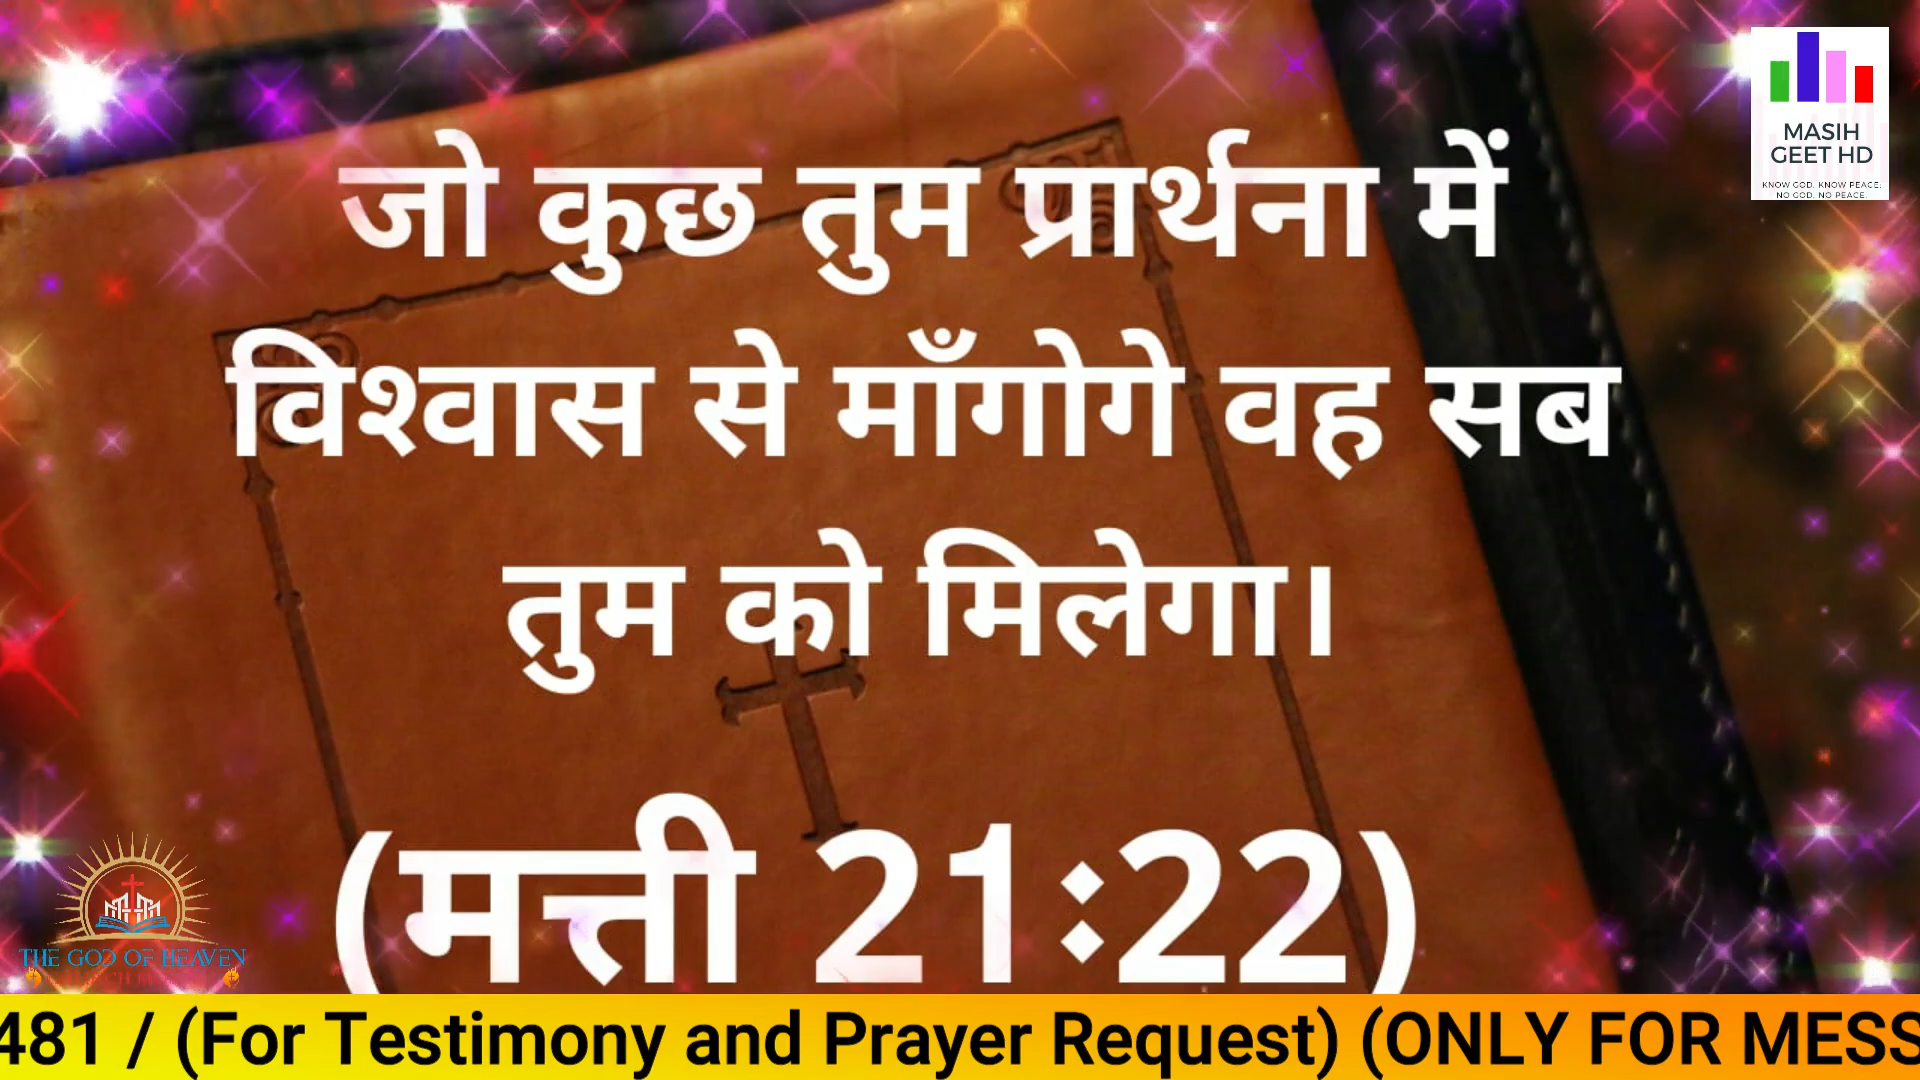 जो कुछ तुम प्रार्थना में
विश्वास से माँगोगे वह सब
तुम को मिलेगा।
(मत्ती 21:22)
MASIH
GEET HD
KNOW GOD. KNOW PEACE.
NO GOD. NO PEACE.
THE GOD OF HEAVEN
481 / (For Testimony and Prayer Request) (ONLY FOR MESS